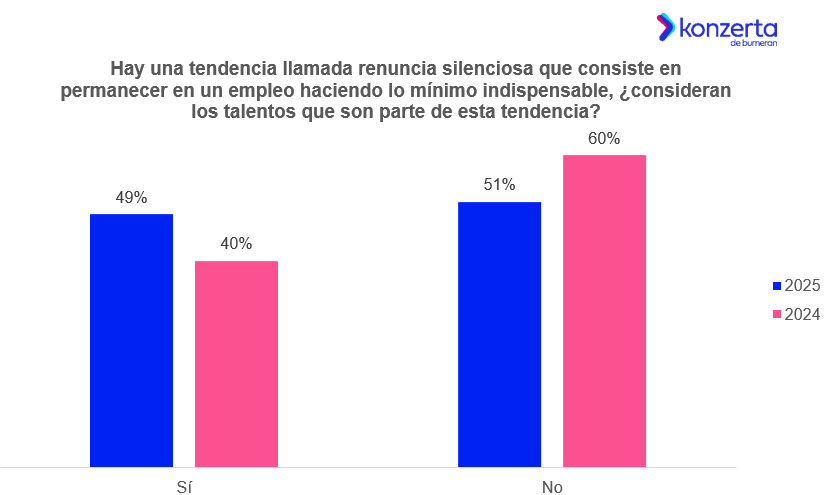 konzerta
de bumeran
Hay una tendencia llamada renuncia silenciosa que consiste en
permanecer en un empleo haciendo lo mínimo indispensable, ¿consideran
los talentos que son parte de esta tendencia?
60%
51%
49%
40%
2025
2024
Sí
No